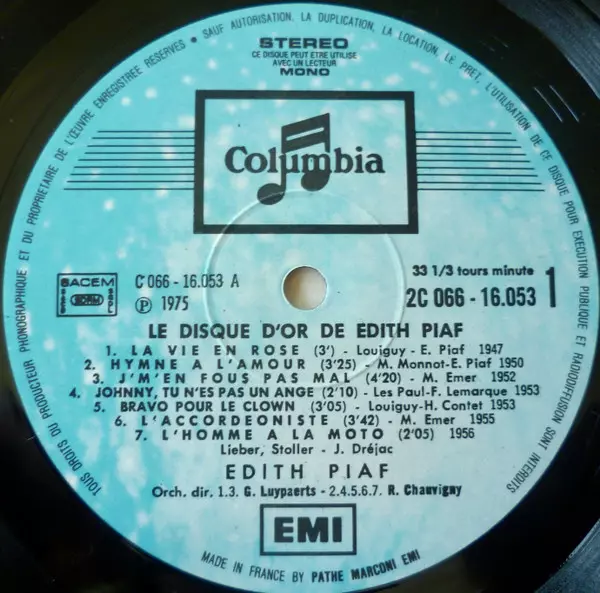 TOUS DROITS DU PRODUCTEUR PHONOGRAPHIQUE ET DU PROPRIETAIRE DE L'ŒUVRE ENREGISTREE RESERVES • SAUF AUTORISATION, LA DUPLICATION, LA LOCATION, LE PRET, L'UTILISATION DE CE DISQUE POUR EXECUTION PUBLIQUE ET RADIODIFFUSION SONT INTERDITS
STEREO
CE DISQUE PEUT ETRE UTILISE
AVEC UN LECTEUR
MONO
Columbia
SACEM
C 066 - 16.053 A
℗ 1975
33 1/3 tours minute
2C 066 - 16.053 1
LE DISQUE D'OR DE EDITH PIAF
1. LA VIE EN ROSE (3') - Louiguy - E. Piaf 1947
2. HYMNE A L'AMOUR (3'25) - M. Monnot-E. Piaf 1950
3. J'M'EN FOUS PAS MAL (4'20) - M. Emer 1952
4. JOHNNY, TU N'ES PAS UN ANGE (2'10) - Les Paul-F. Lemarque 1953
5. BRAVO POUR LE CLOWN (3'05) - Louiguy-H. Contet 1953
6. L'ACCORDEONISTE (3'42) - M. Emer 1955
7. L'HOMME A LA MOTO (2'05) 1956
Lieber, Stoller - J. Dréjac
EDITH PIAF
Orch. dir. 1.3. G. Luypaerts - 2.4.5.6.7. R. Chauvigny
EMI
MADE IN FRANCE BY PATHE MARCONI EMI